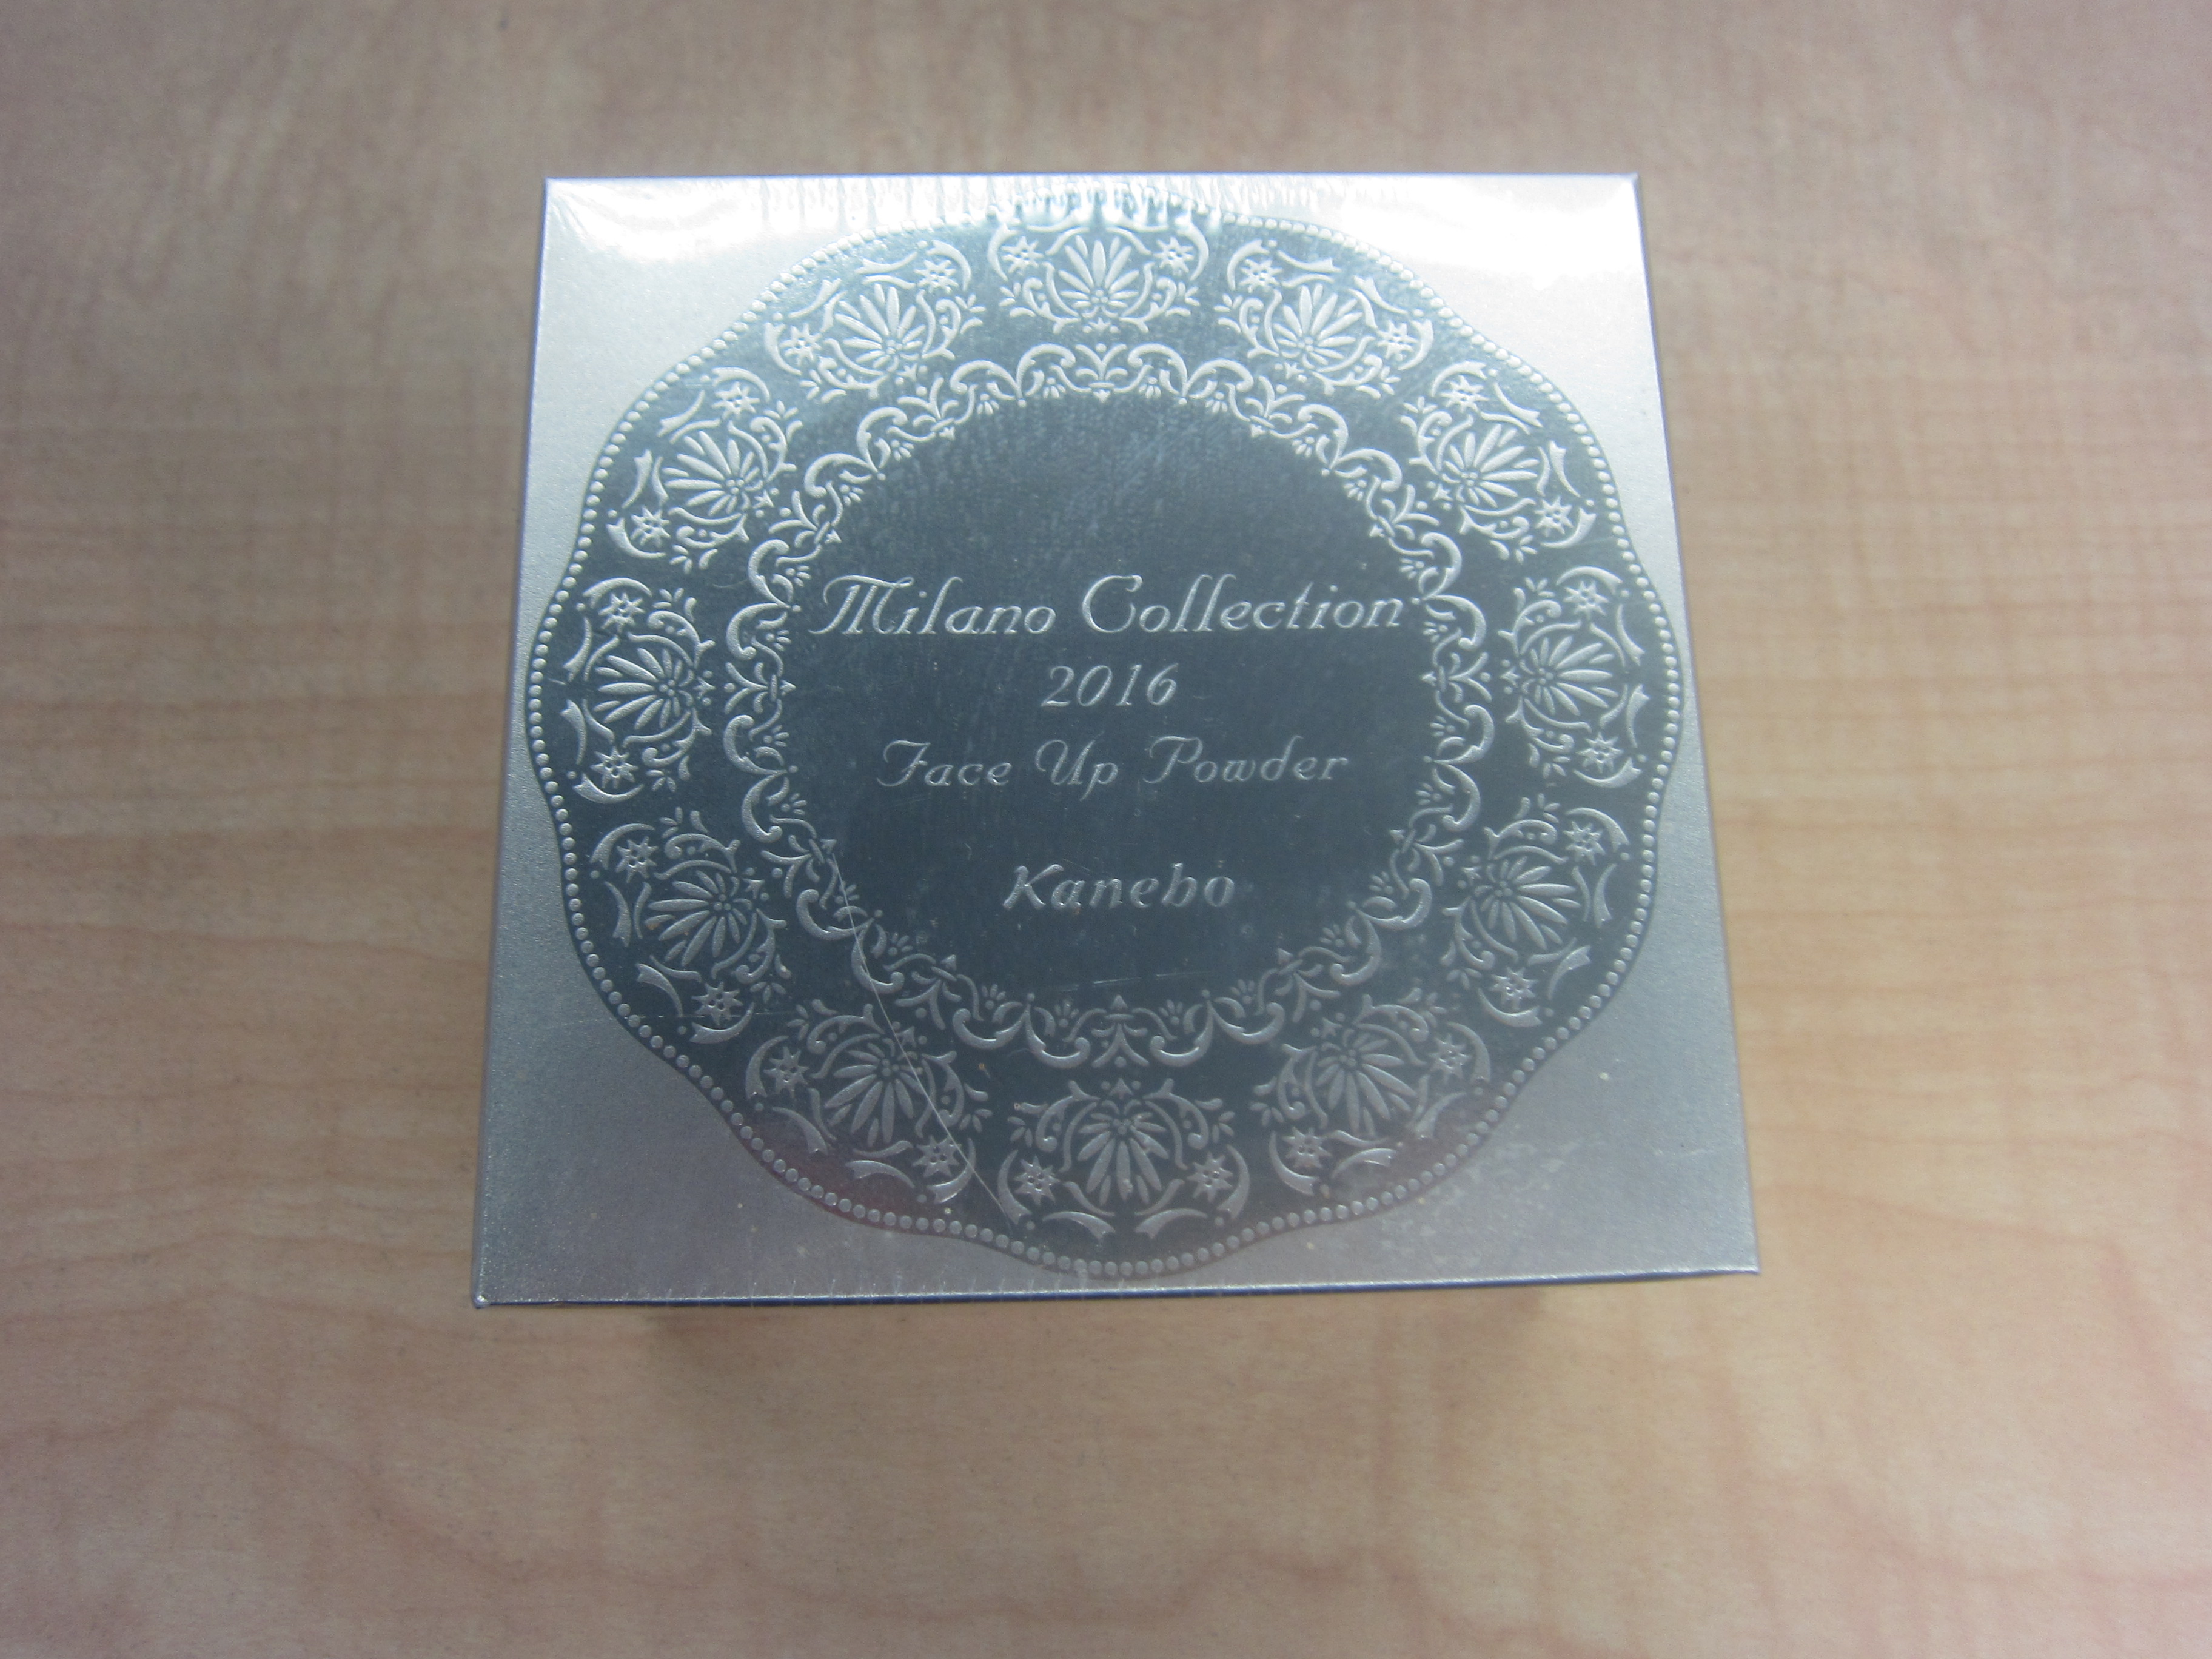 Milano Collection
2016
Face Up Powder
Kanebo